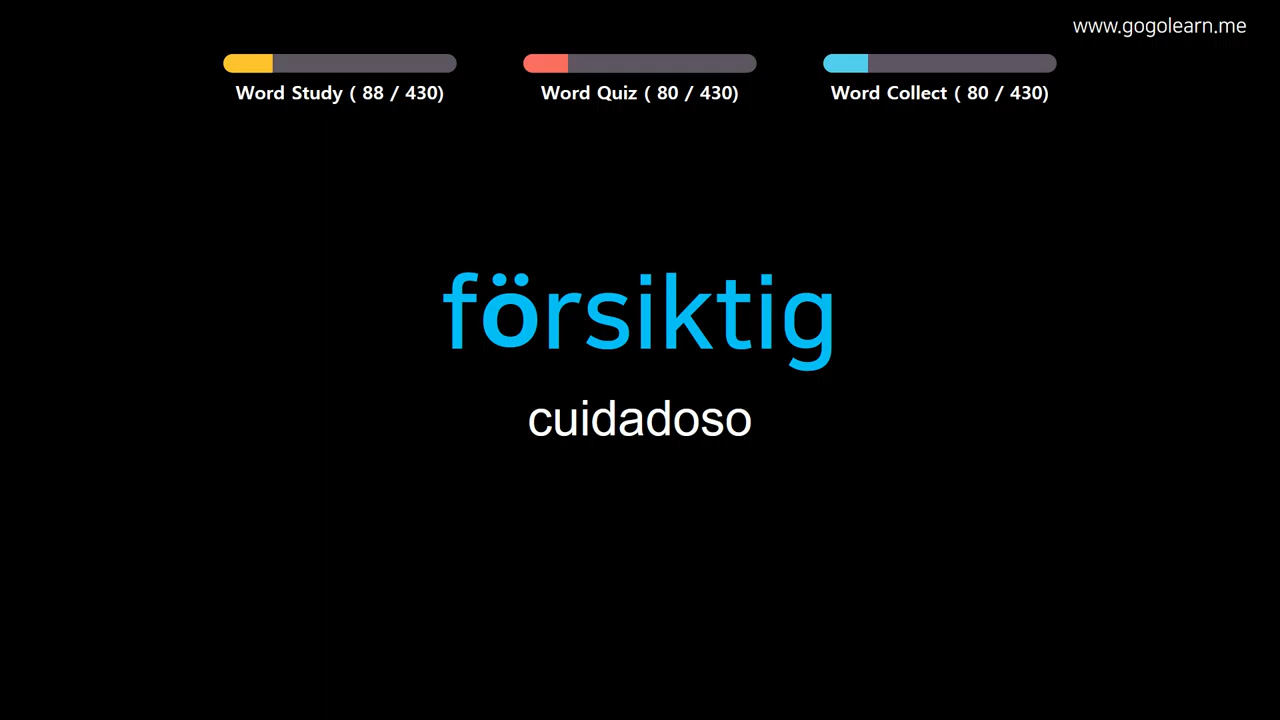 www.gogolearn.me
Word Study ( 88 / 430)
Word Quiz ( 80 / 430)
Word Collect ( 80 / 430)
försiktig
cuidadoso